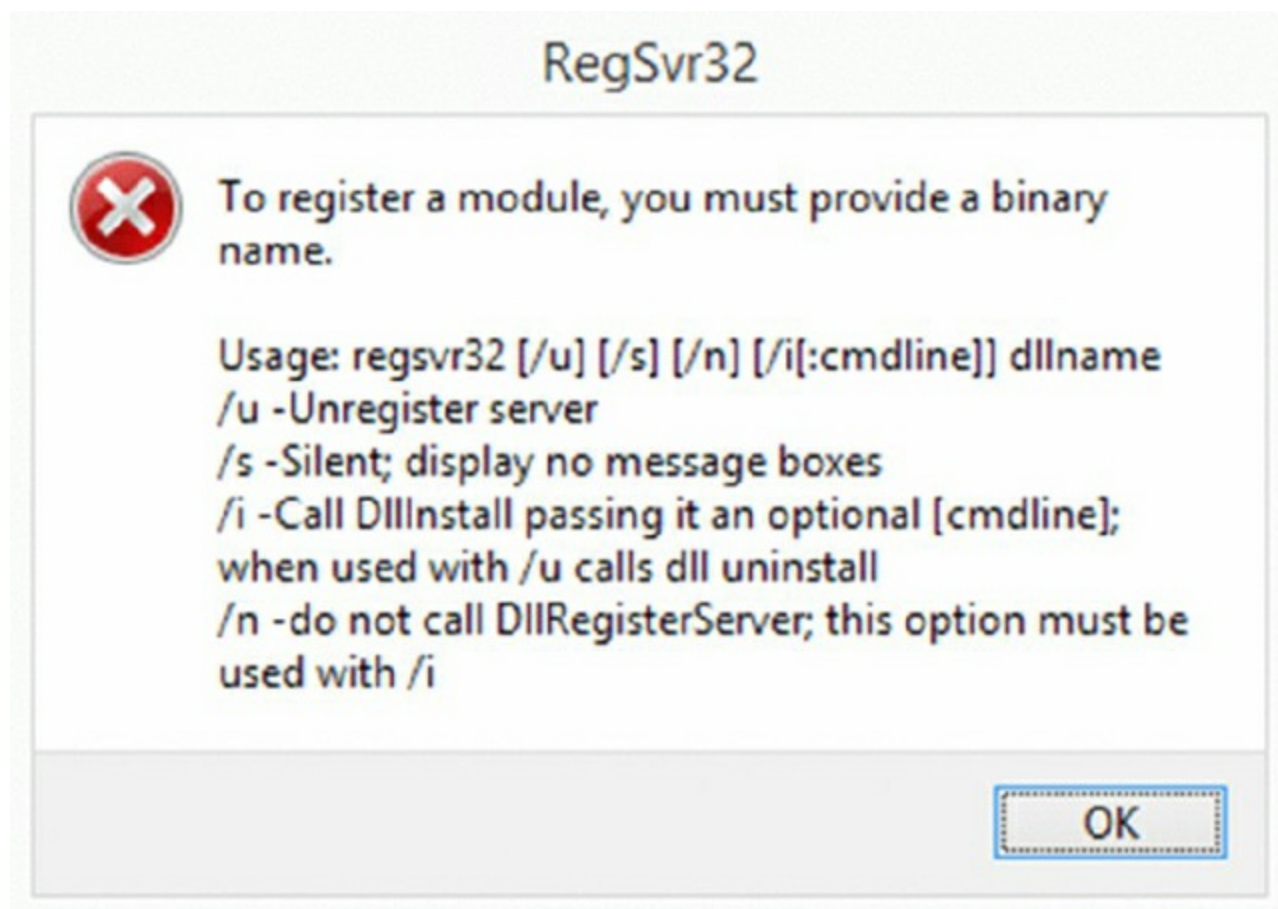 RegSvr32
To register a module, you must provide a binary
name.
Usage: regsvr32 [/u] [/s] [/n] [/i[:cmdline]] dllname
/u -Unregister server
/s -Silent; display no message boxes
/i -Call DllInstall passing it an optional [cmdline];
when used with /u calls dll uninstall
/n -do not call DllRegisterServer; this option must be
used with /i
OK